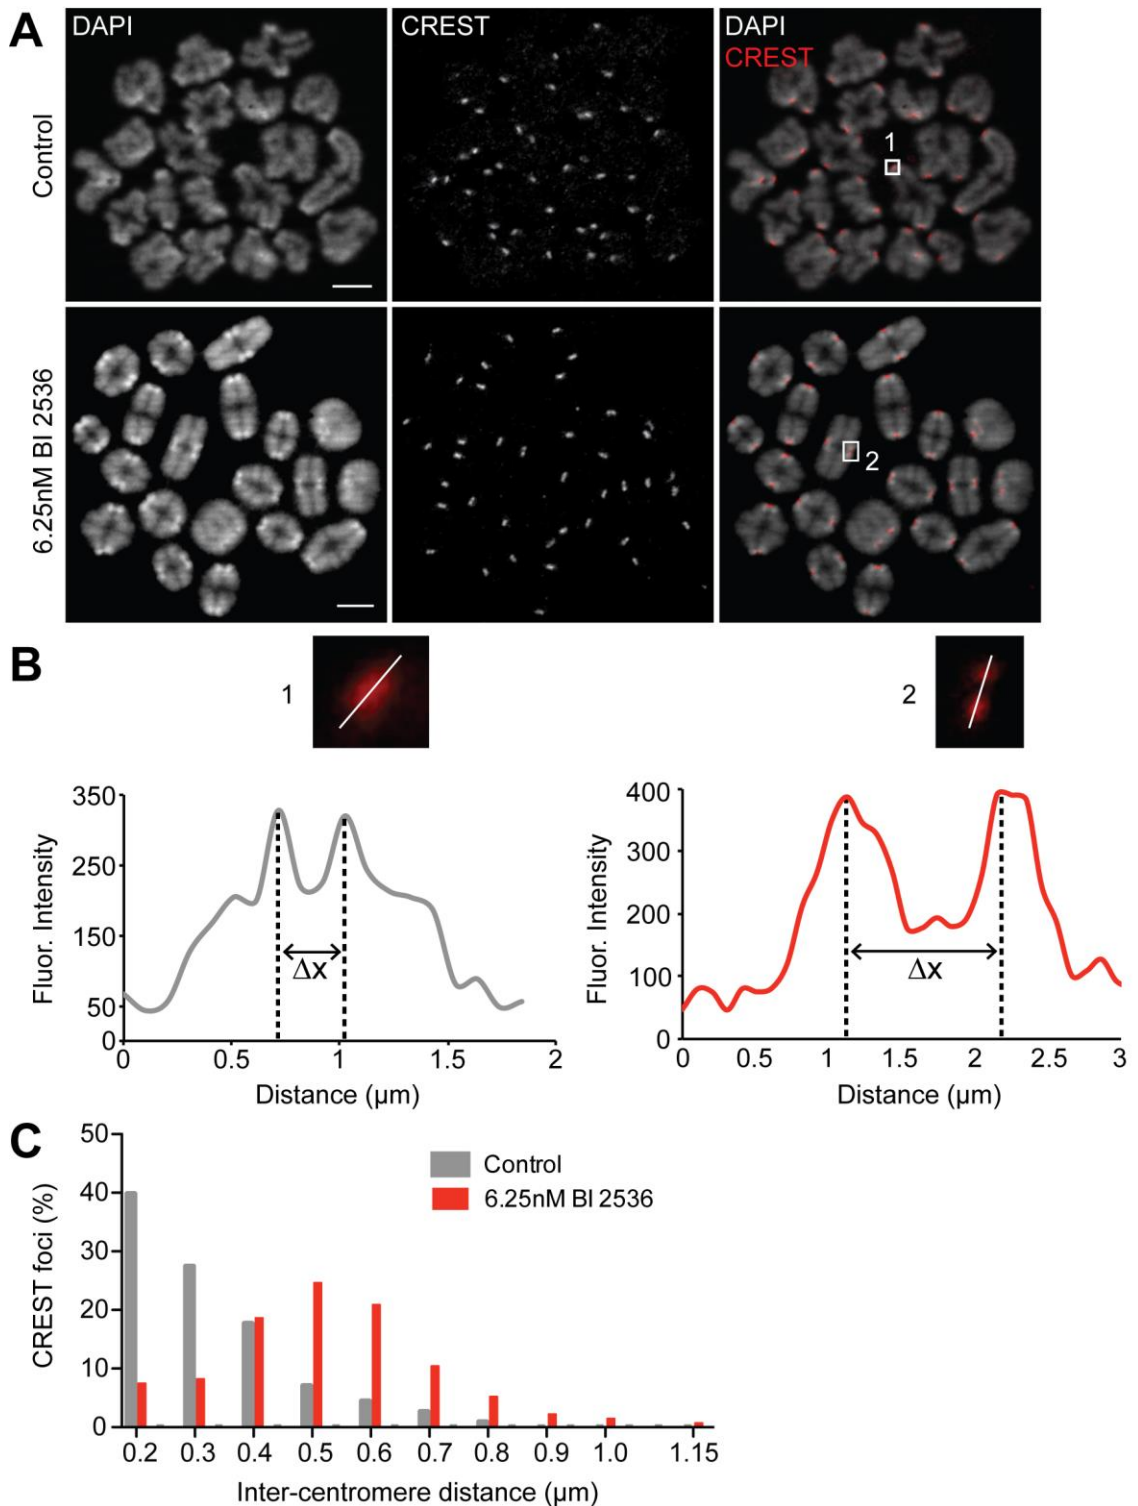 A
DAPI
CREST
DAPI
CREST
Control
1
6.25nM BI 2536
2
B
1
2
350
250
150
50
0
Fluor. Intensity
Δx
0
0.5
1
1.5
2
Distance (μm)
400
300
200
100
0
Fluor. Intensity
Δx
0
0.5
1
1.5
2
2.5
3
Distance (μm)
C
50
40
30
20
10
0
CREST foci (%)
Control
6.25nM BI 2536
0.2
0.3
0.4
0.5
0.6
0.7
0.8
0.9
1.0
1.15
Inter-centromere distance (μm)